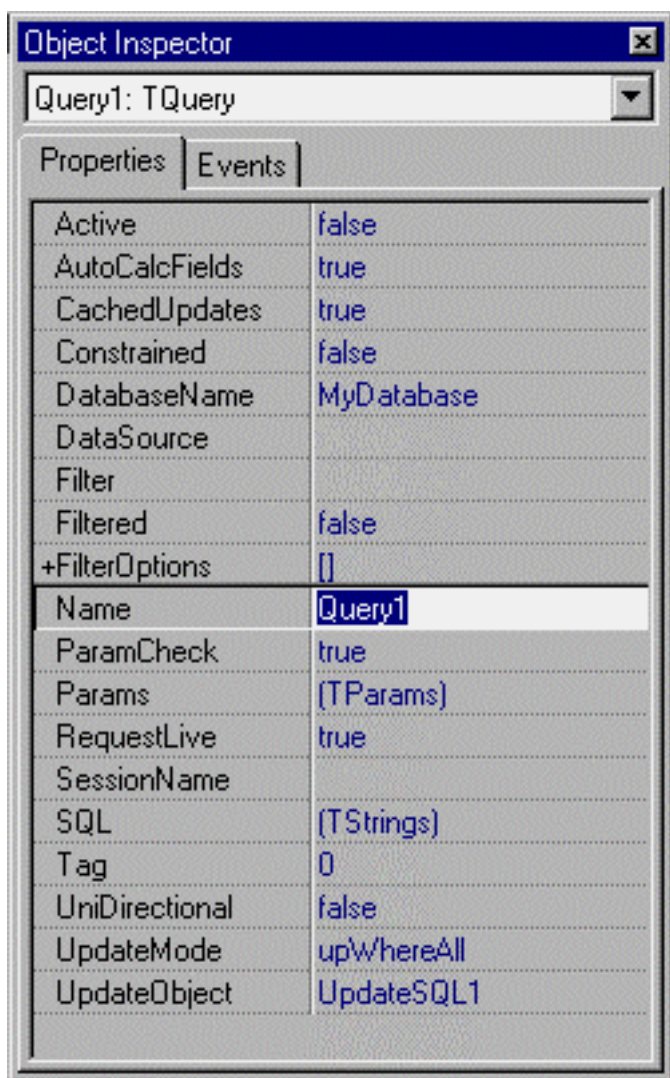 Object Inspector
Query1: TQuery
Properties Events
Active false
AutoCalcFields true
CachedUpdates true
Constrained false
DatabaseName MyDatabase
DataSource
Filter
Filtered false
+FilterOptions []
Name Query1
ParamCheck true
Params (TParams)
RequestLive true
SessionName
SQL (TStrings)
Tag 0
UniDirectional false
UpdateMode upWhereAll
UpdateObject UpdateSQL1